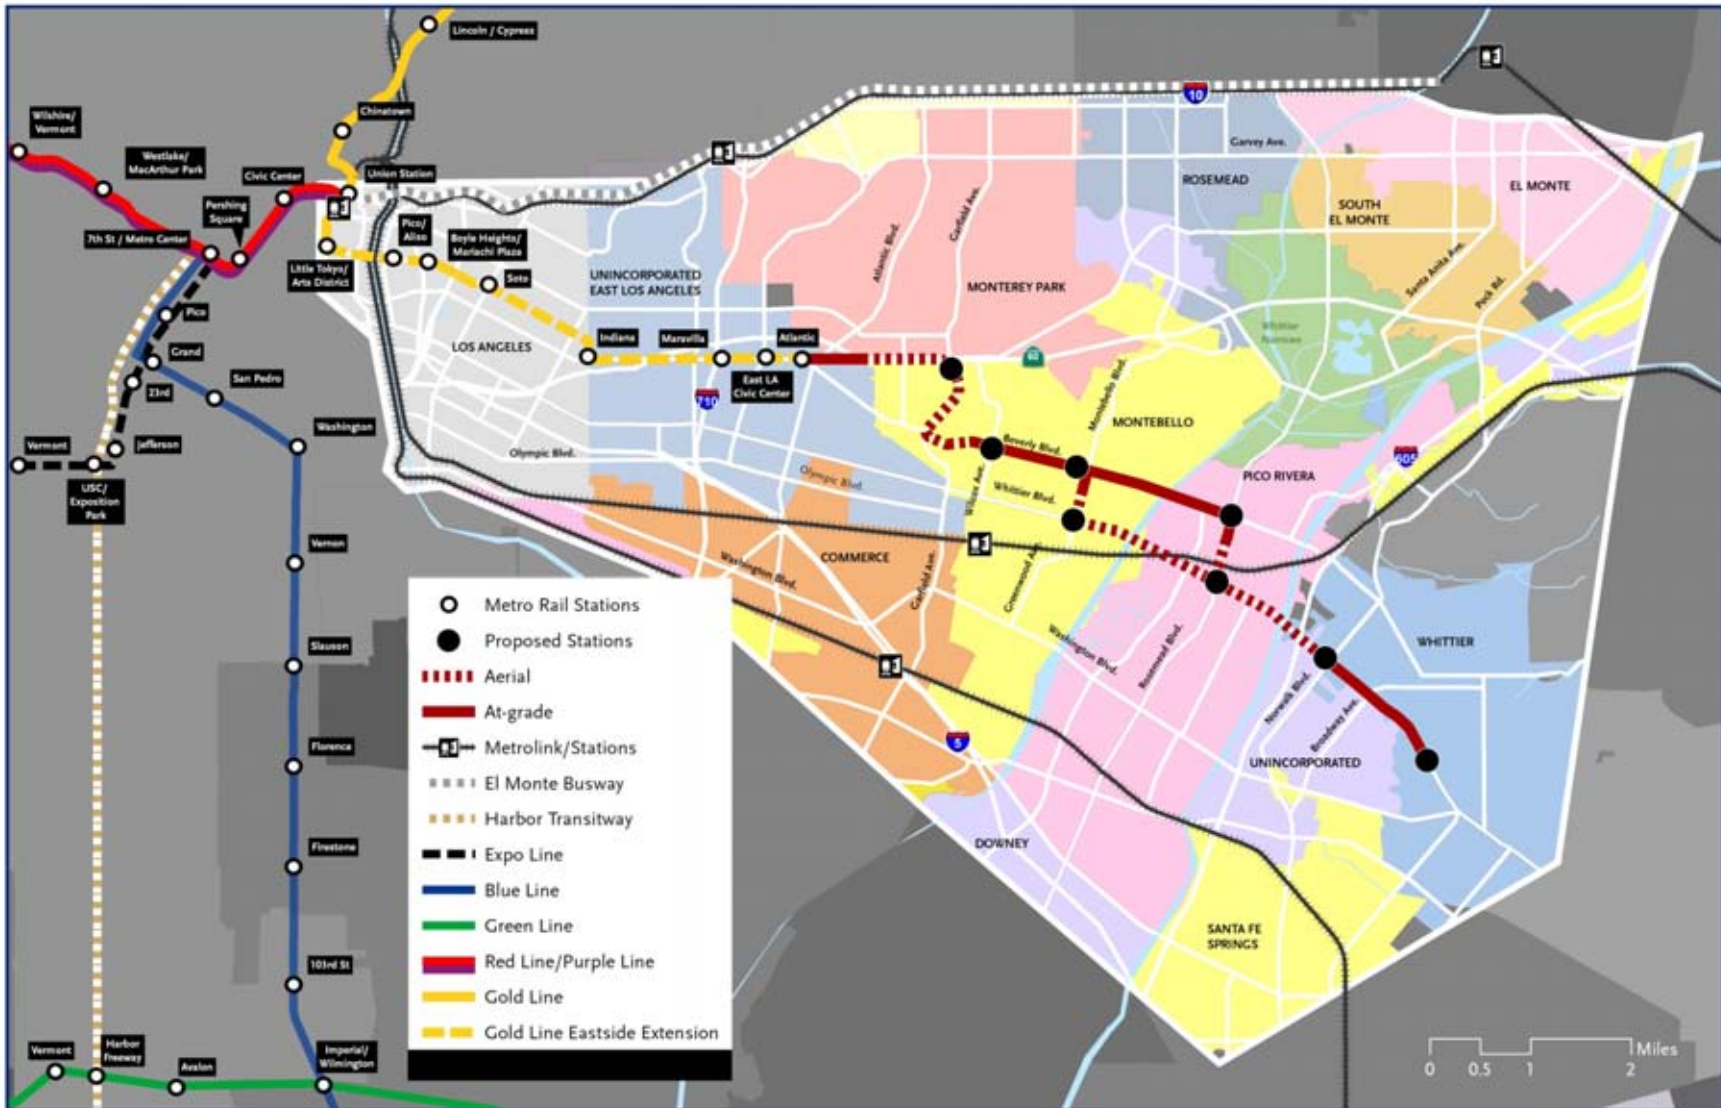 Lincoln / Cypress
Chinatown
Wilshire/
Vermont
Westlake/
MacArthur Park
Civic Center
Union Station
Pershing
Square
7th St / Metro Center
Little Tokyo/
Arts District
Pico/
Aliso
Boyle Heights/
Mariachi Plaza
Soto
Pico
Grand
23rd
San Pedro
Jefferson
Vermont
Washington
USC/
Exposition
Park
Vernon
Slauson
Florence
Firestone
103rd St
Vermont
Harbor
Freeway
Avalon
Imperial/
Wilmington
Indiana
Maravilla
Atlantic
East LA
Civic Center
10
Garvey Ave.
ROSEMEAD
EL MONTE
SOUTH
EL MONTE
UNINCORPORATED
EAST LOS ANGELES
LOS ANGELES
Atlantic Blvd.
Garfield Ave.
MONTEREY PARK
Santa Anita Ave.
Peck Rd.
Whittier
Narrows
60
710
Montebello Blvd.
MONTEBELLO
Beverly Blvd.
Olympic Blvd.
Olympic Blvd.
Wilcox Ave.
Whittier Blvd.
PICO RIVERA
605
COMMERCE
Washington Blvd.
Garfield Ave.
Greenwood Ave.
Washington Blvd.
Rosemead Blvd.
WHITTIER
Norwalk Blvd.
Broadway Ave.
UNINCORPORATED
5
DOWNEY
SANTA FE
SPRINGS
Metro Rail Stations
Proposed Stations
Aerial
At-grade
Metrolink/Stations
El Monte Busway
Harbor Transitway
Expo Line
Blue Line
Green Line
Red Line/Purple Line
Gold Line
Gold Line Eastside Extension
Miles
0 0.5 1 2